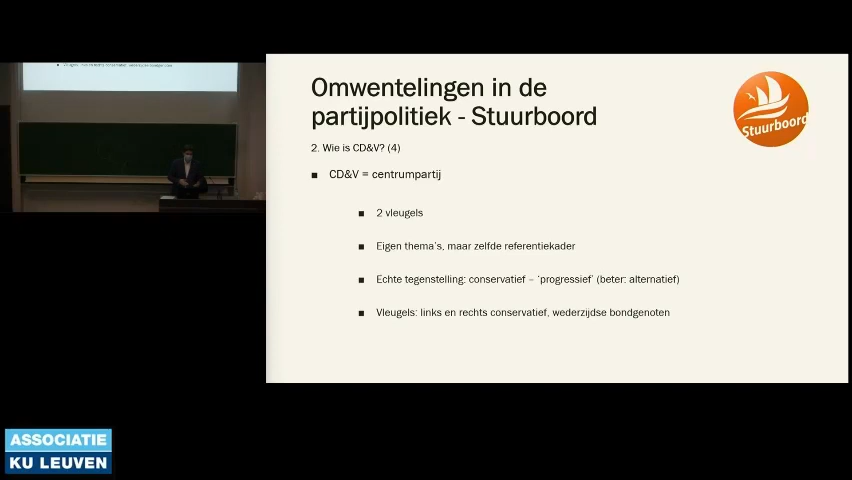 Omwentelingen in de
partijpolitiek - Stuurboord
Stuurboord
2. Wie is CD&V? (4)
■ CD&V = centrumpartij
■ 2 vleugels
■ Eigen thema's, maar zelfde referentiekader
■ Echte tegenstelling: conservatief – 'progressief' (beter: alternatief)
■ Vleugels: links en rechts conservatief, wederzijdse bondgenoten
ASSOCIATIE
KU LEUVEN